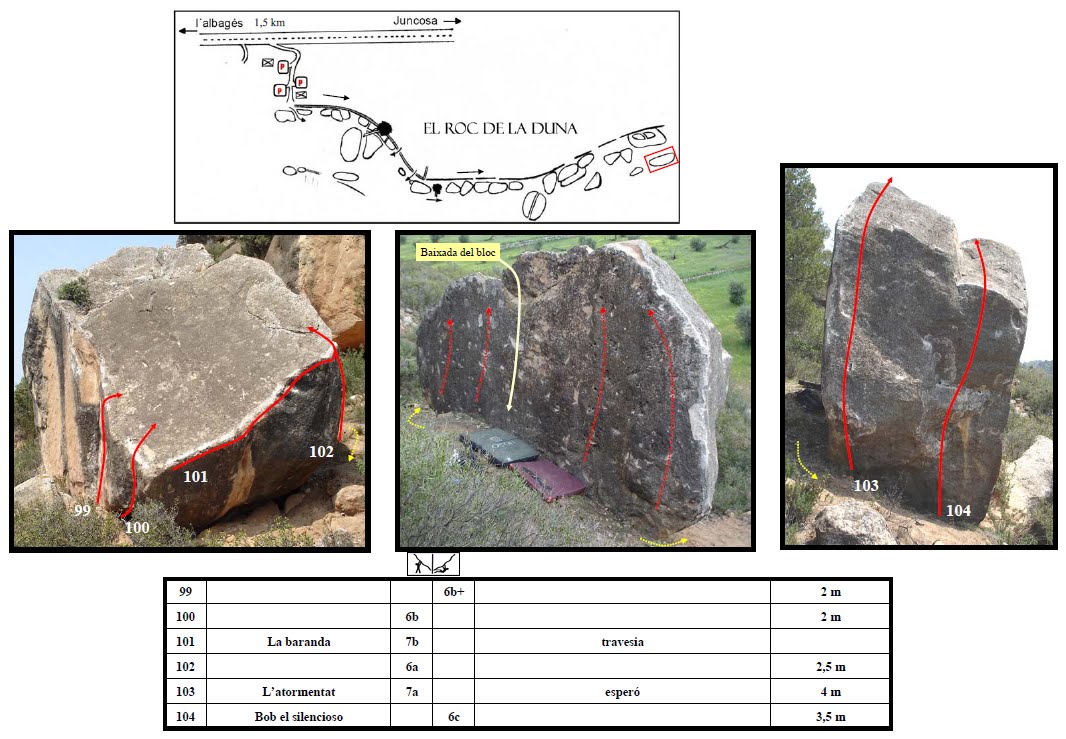 l'albagés 1,5 km Juncosa
P
P
P
EL ROC DE LA DUNA
99
100
101
102
Baixada del bloc
103
104
99 6b+ 2 m
100 6b 2 m
101 La baranda 7b travesia
102 6a 2,5 m
103 L'atormentat 7a esperó 4 m
104 Bob el silencioso 6c 3,5 m